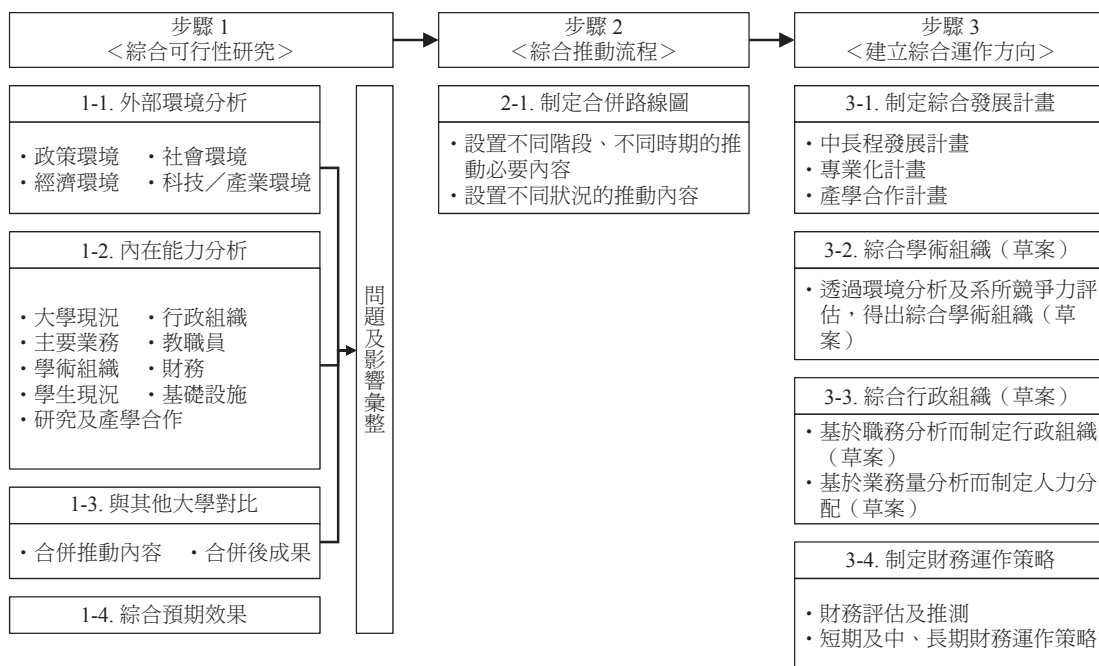 步驟 1
＜綜合可行性研究＞
步驟 2
＜綜合推動流程＞
步驟 3
＜建立綜合運作方向＞
1-1. 外部環境分析
・政策環境　・社會環境
・經濟環境　・科技／產業環境
1-2. 內在能力分析
・大學現況　・行政組織
・主要業務　・教職員
・學術組織　・財務
・學生現況　・基礎設施
・研究及產學合作
1-3. 與其他大學對比
・合併推動內容　・合併後成果
1-4. 綜合預期效果
問題及影響彙整
2-1. 制定合併路線圖
・設置不同階段、不同時期的推
動必要內容
・設置不同狀況的推動內容
3-1. 制定綜合發展計畫
・中長程發展計畫
・專業化計畫
・產學合作計畫
3-2. 綜合學術組織（草案）
・透過環境分析及系所競爭力評
估，得出綜合學術組織（草
案）
3-3. 綜合行政組織（草案）
・基於職務分析而制定行政組織
（草案）
・基於業務量分析而制定人力分
配（草案）
3-4. 制定財務運作策略
・財務評估及推測
・短期及中、長期財務運作策略